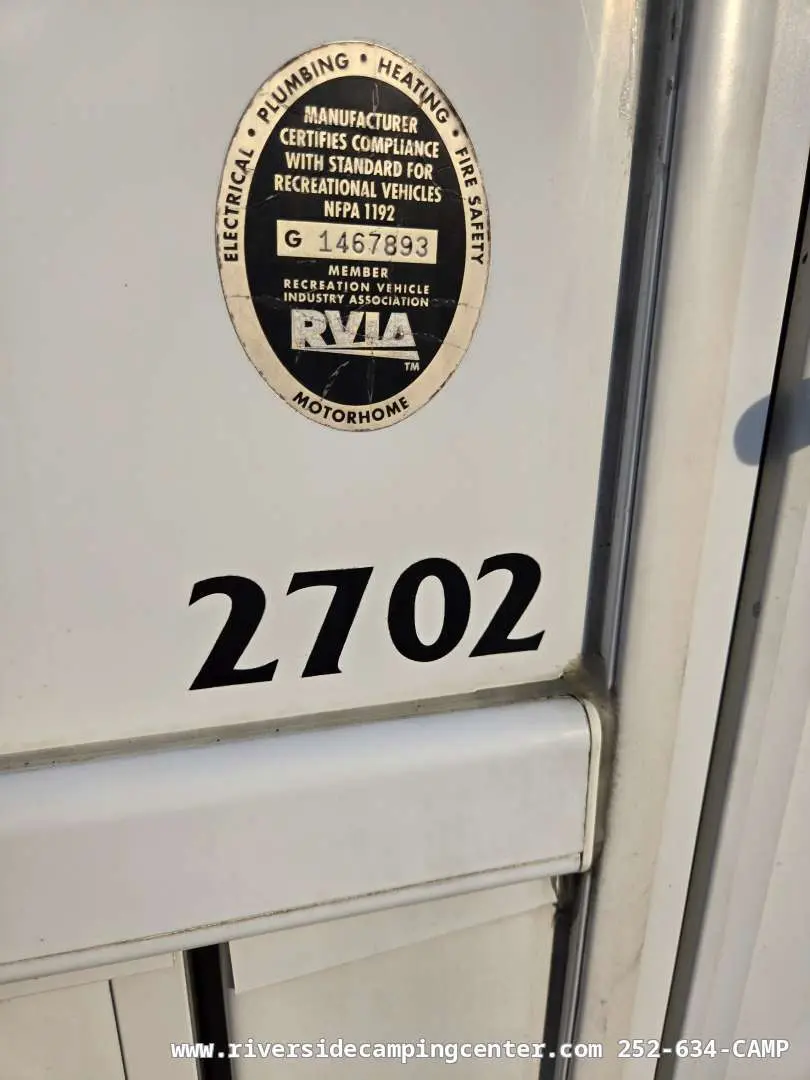 ELECTRICAL • PLUMBING • HEATING • FIRE SAFETY
MANUFACTURER
CERTIFIES COMPLIANCE
WITH STANDARD FOR
RECREATIONAL VEHICLES
NFPA 1192
G 1467893
MEMBER
RECREATION VEHICLE
INDUSTRY ASSOCIATION
RVIA
TM
MOTORHOME
2702
www.riversidecampingcenter.com 252-634-CAMP